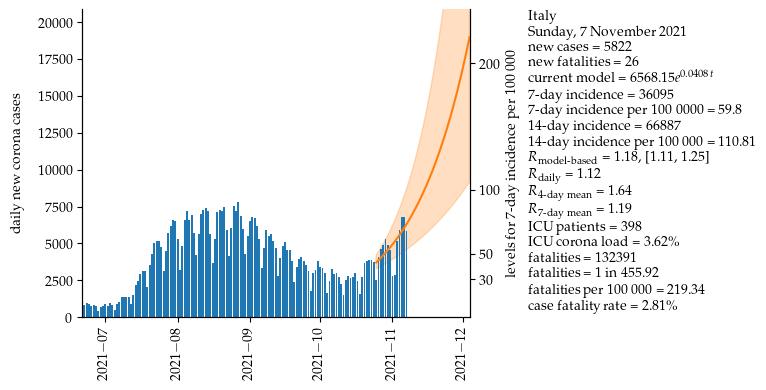 20000
17500
15000
12500
10000
7500
5000
2500
0
daily new corona cases
2021−07
2021−08
2021−09
2021−10
2021−11
2021−12
200
100
50
30
levels for 7-day incidence per 100 000
Italy
Sunday, 7 November 2021
new cases = 5822
new fatalities = 26
current model = 6568.15e^0.0408 t
7-day incidence = 36095
7-day incidence per 100 0000 = 59.8
14-day incidence = 66887
14-day incidence per 100 000 = 110.81
R model-based = 1.18, [1.11, 1.25]
R daily = 1.12
R 4-day mean = 1.64
R 7-day mean = 1.19
ICU patients = 398
ICU corona load = 3.62%
fatalities = 132391
fatalities = 1 in 455.92
fatalities per 100 000 = 219.34
case fatality rate = 2.81%